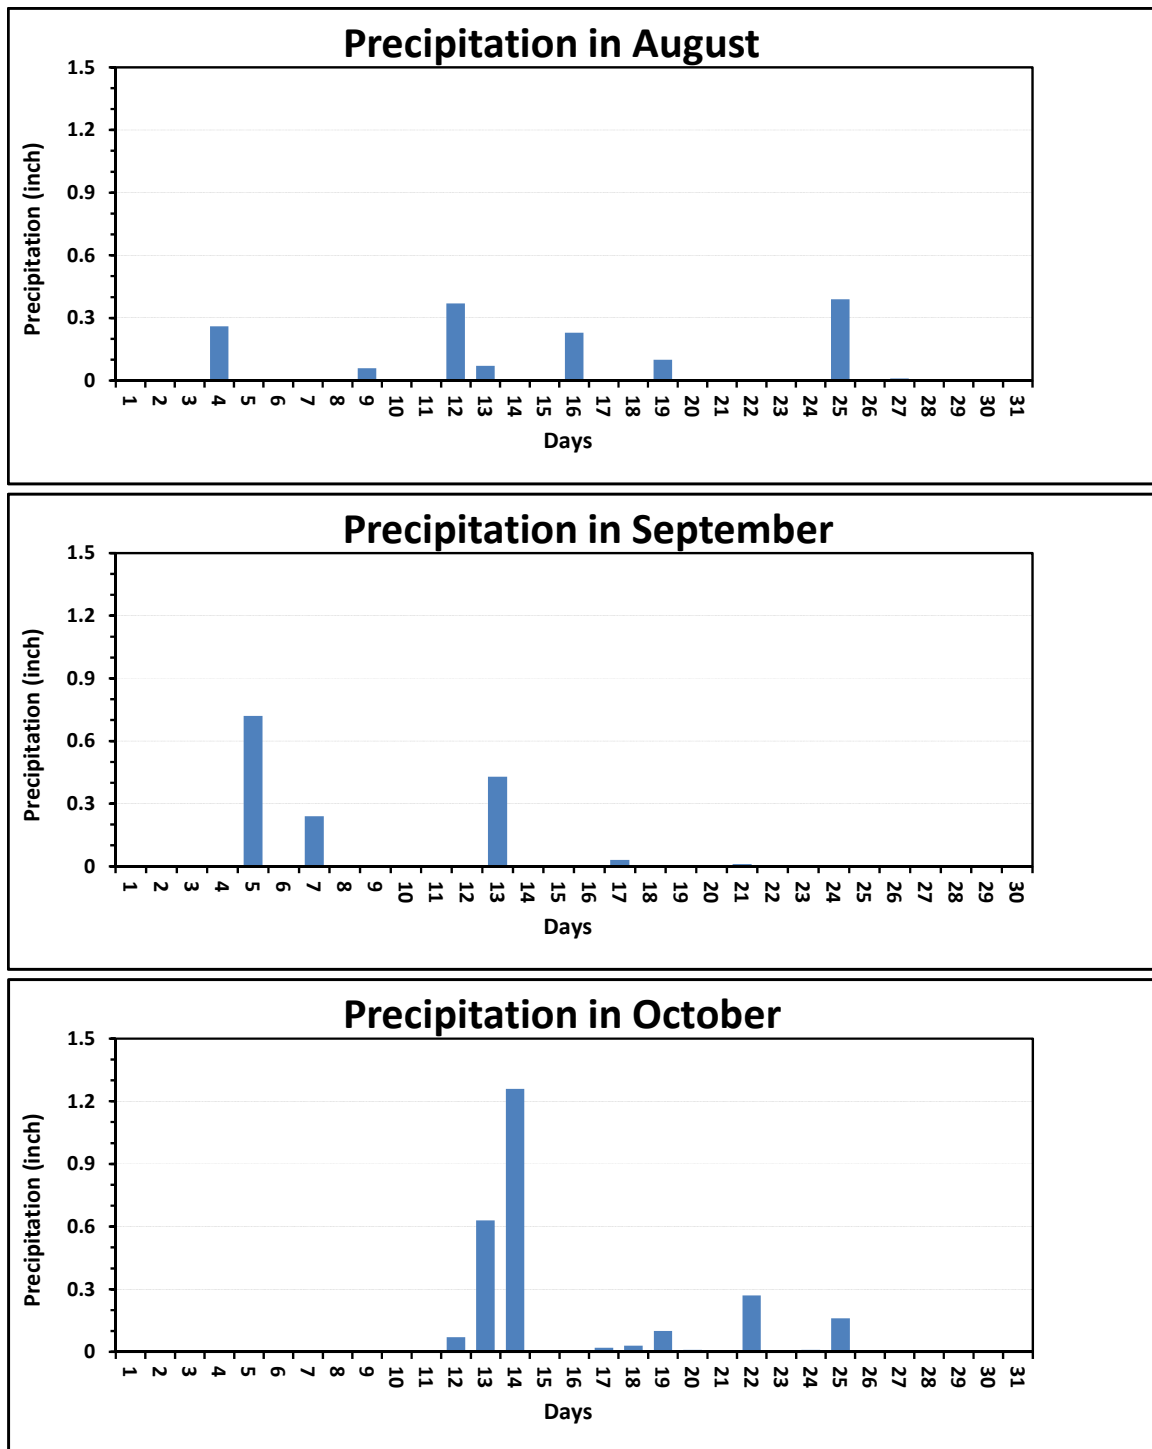 Precipitation in August
1.5
1.2
0.9
0.6
0.3
0
Precipitation (inch)
1 2 3 4 5 6 7 8 9 10 11 12 13 14 15 16 17 18 19 20 21 22 23 24 25 26 27 28 29 30 31
Days
Precipitation in September
1.5
1.2
0.9
0.6
0.3
0
Precipitation (inch)
1 2 3 4 5 6 7 8 9 10 11 12 13 14 15 16 17 18 19 20 21 22 23 24 25 26 27 28 29 30
Days
Precipitation in October
1.5
1.2
0.9
0.6
0.3
0
Precipitation (inch)
1 2 3 4 5 6 7 8 9 10 11 12 13 14 15 16 17 18 19 20 21 22 23 24 25 26 27 28 29 30 31
Days